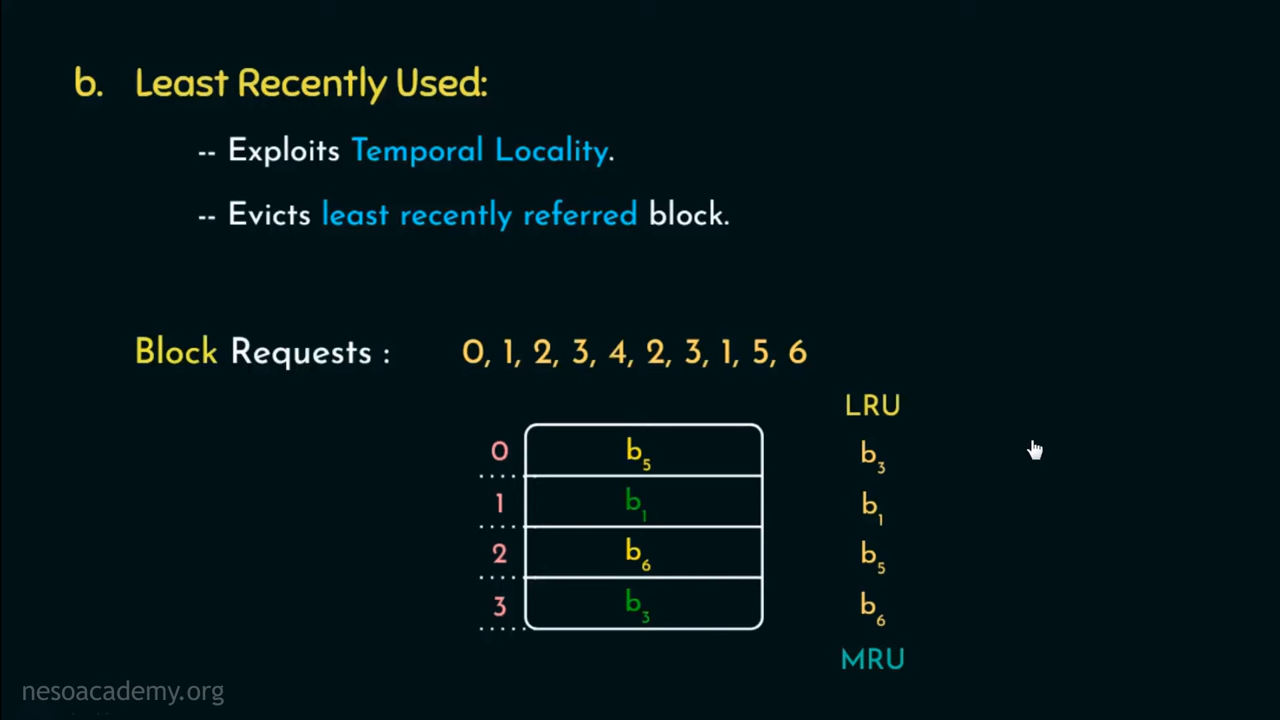 b. Least Recently Used:
-- Exploits Temporal Locality.
-- Evicts least recently referred block.
Block Requests : 0, 1, 2, 3, 4, 2, 3, 1, 5, 6
LRU
0 b5 b3
1 b1 b1
2 b6 b5
3 b3 b6
MRU
nesoacademy.org